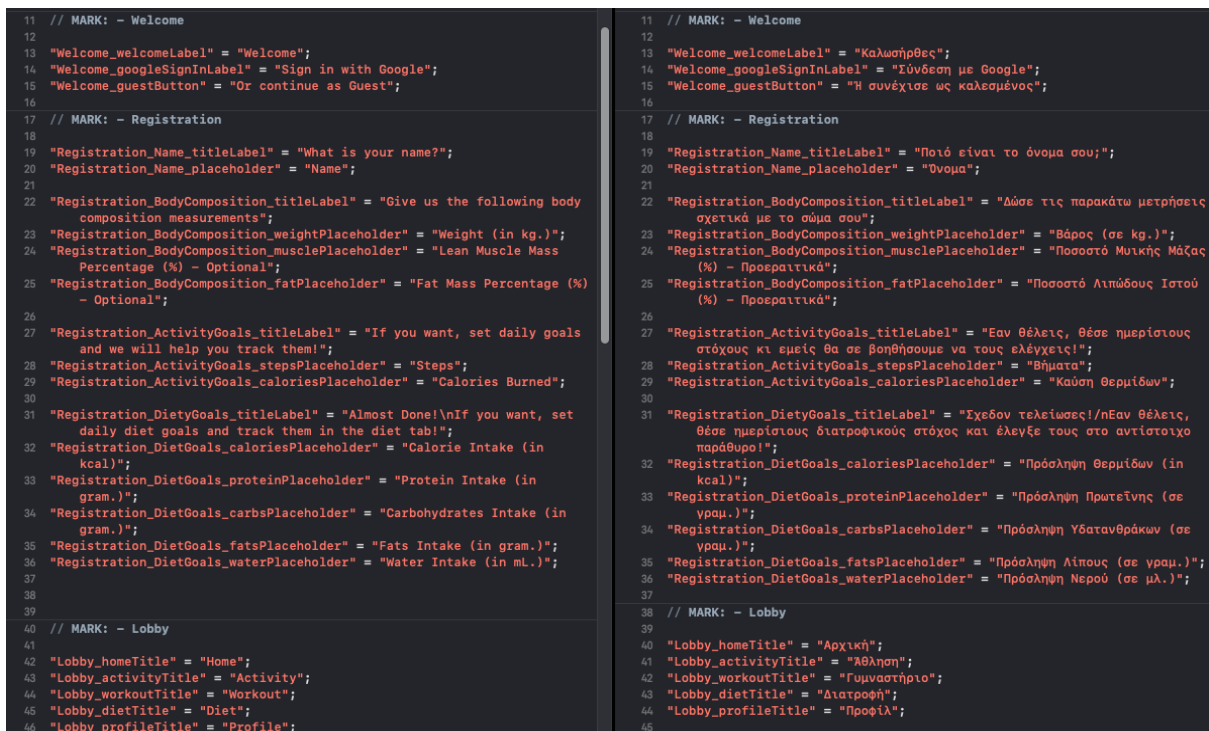 11 // MARK: – Welcome
12
13 "Welcome_welcomeLabel" = "Welcome";
14 "Welcome_googleSignInLabel" = "Sign in with Google";
15 "Welcome_guestButton" = "Or continue as Guest";
16
17 // MARK: – Registration
18
19 "Registration_Name_titleLabel" = "What is your name?";
20 "Registration_Name_placeholder" = "Name";
21
22 "Registration_BodyComposition_titleLabel" = "Give us the following body
composition measurements";
23 "Registration_BodyComposition_weightPlaceholder" = "Weight (in kg.)";
24 "Registration_BodyComposition_musclePlaceholder" = "Lean Muscle Mass
Percentage (%) – Optional";
25 "Registration_BodyComposition_fatPlaceholder" = "Fat Mass Percentage (%)
– Optional";
26
27 "Registration_ActivityGoals_titleLabel" = "If you want, set daily goals
and we will help you track them!";
28 "Registration_ActivityGoals_stepsPlaceholder" = "Steps";
29 "Registration_ActivityGoals_caloriesPlaceholder" = "Calories Burned";
30
31 "Registration_DietyGoals_titleLabel" = "Almost Done!\nIf you want, set
daily diet goals and track them in the diet tab!";
32 "Registration_DietGoals_caloriesPlaceholder" = "Calorie Intake (in
kcal)";
33 "Registration_DietGoals_proteinPlaceholder" = "Protein Intake (in
gram.)";
34 "Registration_DietGoals_carbsPlaceholder" = "Carbohydrates Intake (in
gram.)";
35 "Registration_DietGoals_fatsPlaceholder" = "Fats Intake (in gram.)";
36 "Registration_DietGoals_waterPlaceholder" = "Water Intake (in mL.)";
37
38
39
40 // MARK: – Lobby
41
42 "Lobby_homeTitle" = "Home";
43 "Lobby_activityTitle" = "Activity";
44 "Lobby_workoutTitle" = "Workout";
45 "Lobby_dietTitle" = "Diet";
46 "Lobby_profileTitle" = "Profile";
11 // MARK: – Welcome
12
13 "Welcome_welcomeLabel" = "Καλωσήρθες";
14 "Welcome_googleSignInLabel" = "Σύνδεση με Google";
15 "Welcome_guestButton" = "Ή συνέχισε ως καλεσμένος";
16
17 // MARK: – Registration
18
19 "Registration_Name_titleLabel" = "Ποιό είναι το όνομα σου;";
20 "Registration_Name_placeholder" = "Όνομα";
21
22 "Registration_BodyComposition_titleLabel" = "Δώσε τις παρακάτω μετρήσεις
σχετικά με το σώμα σου";
23 "Registration_BodyComposition_weightPlaceholder" = "Βάρος (σε kg.)";
24 "Registration_BodyComposition_musclePlaceholder" = "Ποσοστό Μυικής Μάζας
(%) – Προεραιτικά";
25 "Registration_BodyComposition_fatPlaceholder" = "Ποσοστό Λιπώδους Ιστού
(%) – Προεραιτικά";
26
27 "Registration_ActivityGoals_titleLabel" = "Εαν θέλεις, θέσε ημερίσιους
στόχους κι εμείς θα σε βοηθήσουμε να τους ελέγχεις!";
28 "Registration_ActivityGoals_stepsPlaceholder" = "Βήματα";
29 "Registration_ActivityGoals_caloriesPlaceholder" = "Καύση Θερμίδων";
30
31 "Registration_DietyGoals_titleLabel" = "Σχεδον τελείωσες!/nΕαν θέλεις,
θέσε ημερίσιους διατροφικούς στόχος και έλεγξε τους στο αντίστοιχο
παράθυρο!";
32 "Registration_DietGoals_caloriesPlaceholder" = "Πρόσληψη Θερμίδων (in
kcal)";
33 "Registration_DietGoals_proteinPlaceholder" = "Πρόσληψη Πρωτεΐνης (σε
γραμ.)";
34 "Registration_DietGoals_carbsPlaceholder" = "Πρόσληψη Υδατανθράκων (σε
γραμ.)";
35 "Registration_DietGoals_fatsPlaceholder" = "Πρόσληψη Λίπους (σε γραμ.)";
36 "Registration_DietGoals_waterPlaceholder" = "Πρόσληψη Νερού (σε μλ.)";
37
38 // MARK: – Lobby
39
40 "Lobby_homeTitle" = "Αρχική";
41 "Lobby_activityTitle" = "Άθληση";
42 "Lobby_workoutTitle" = "Γυμναστήριο";
43 "Lobby_dietTitle" = "Διατροφή";
44 "Lobby_profileTitle" = "Προφίλ";
45